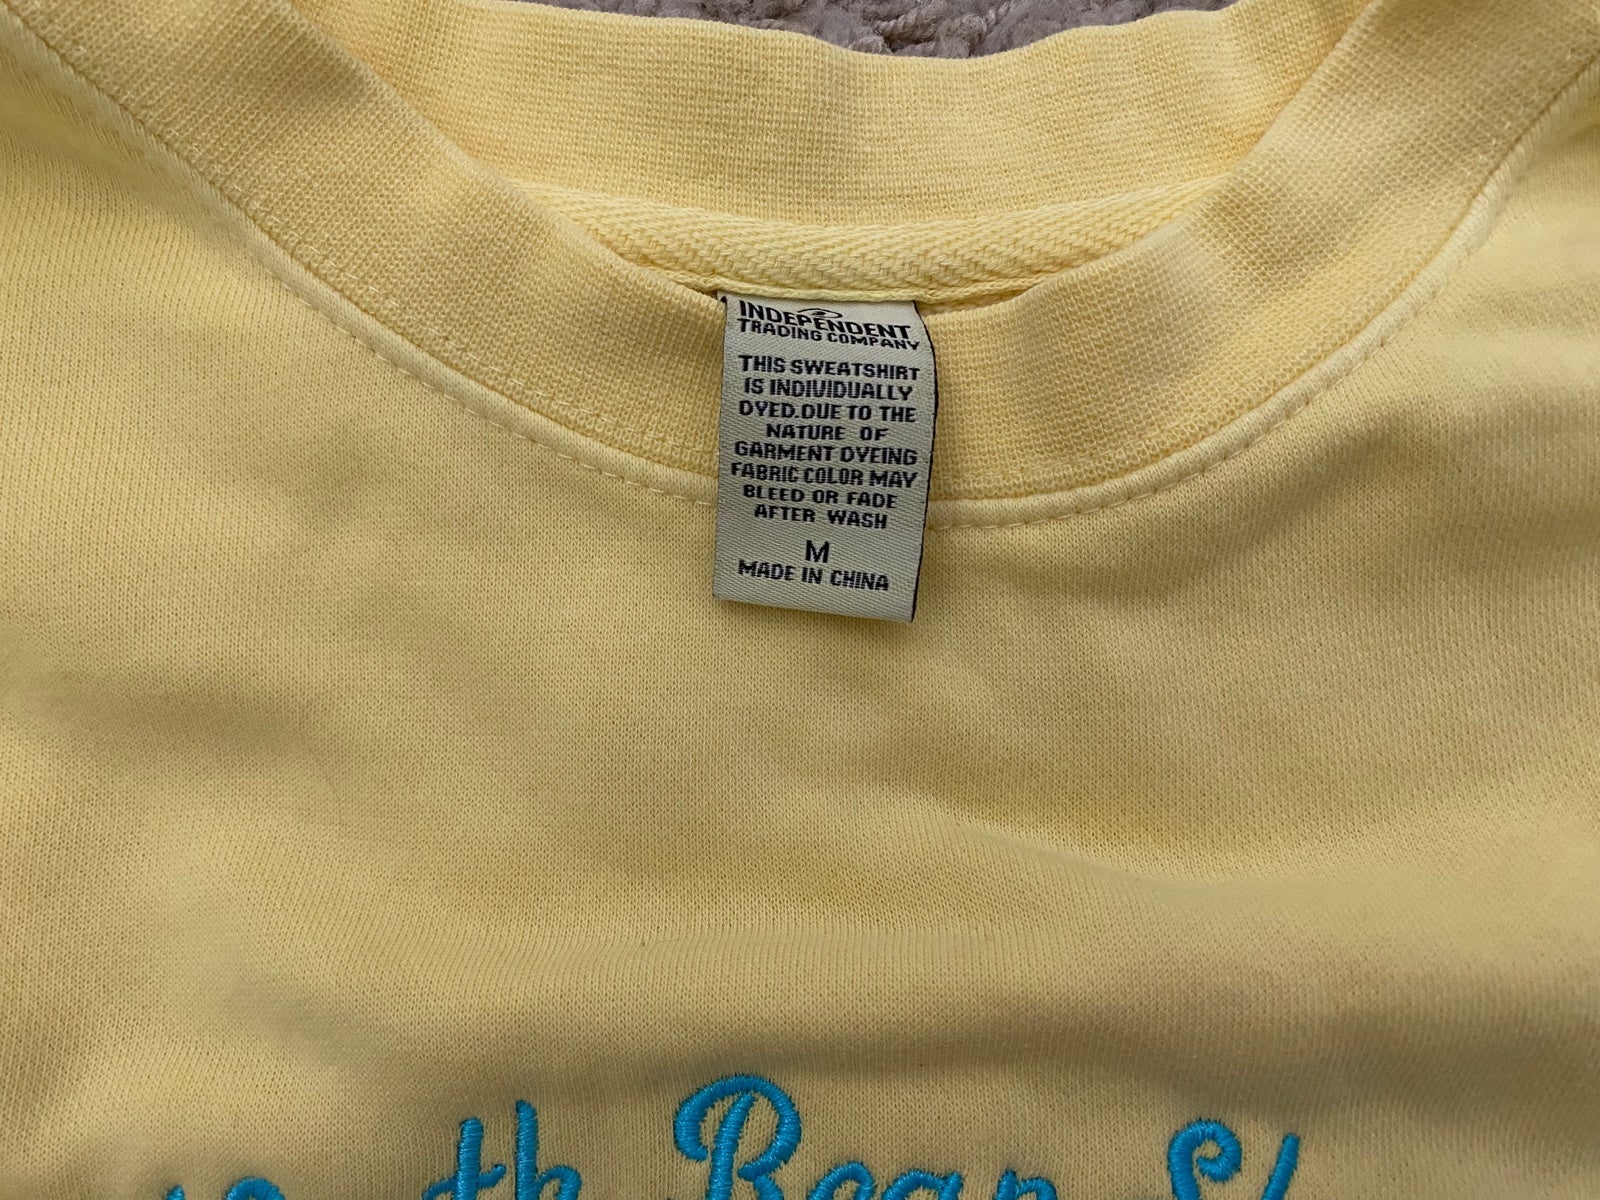 INDEPENDENT
TRADING COMPANY
THIS SWEATSHIRT
IS INDIVIDUALLY
DYED.DUE TO THE
NATURE OF
GARMENT DYEING
FABRIC COLOR MAY
BLEED OR FADE
AFTER WASH
M
MADE IN CHINA